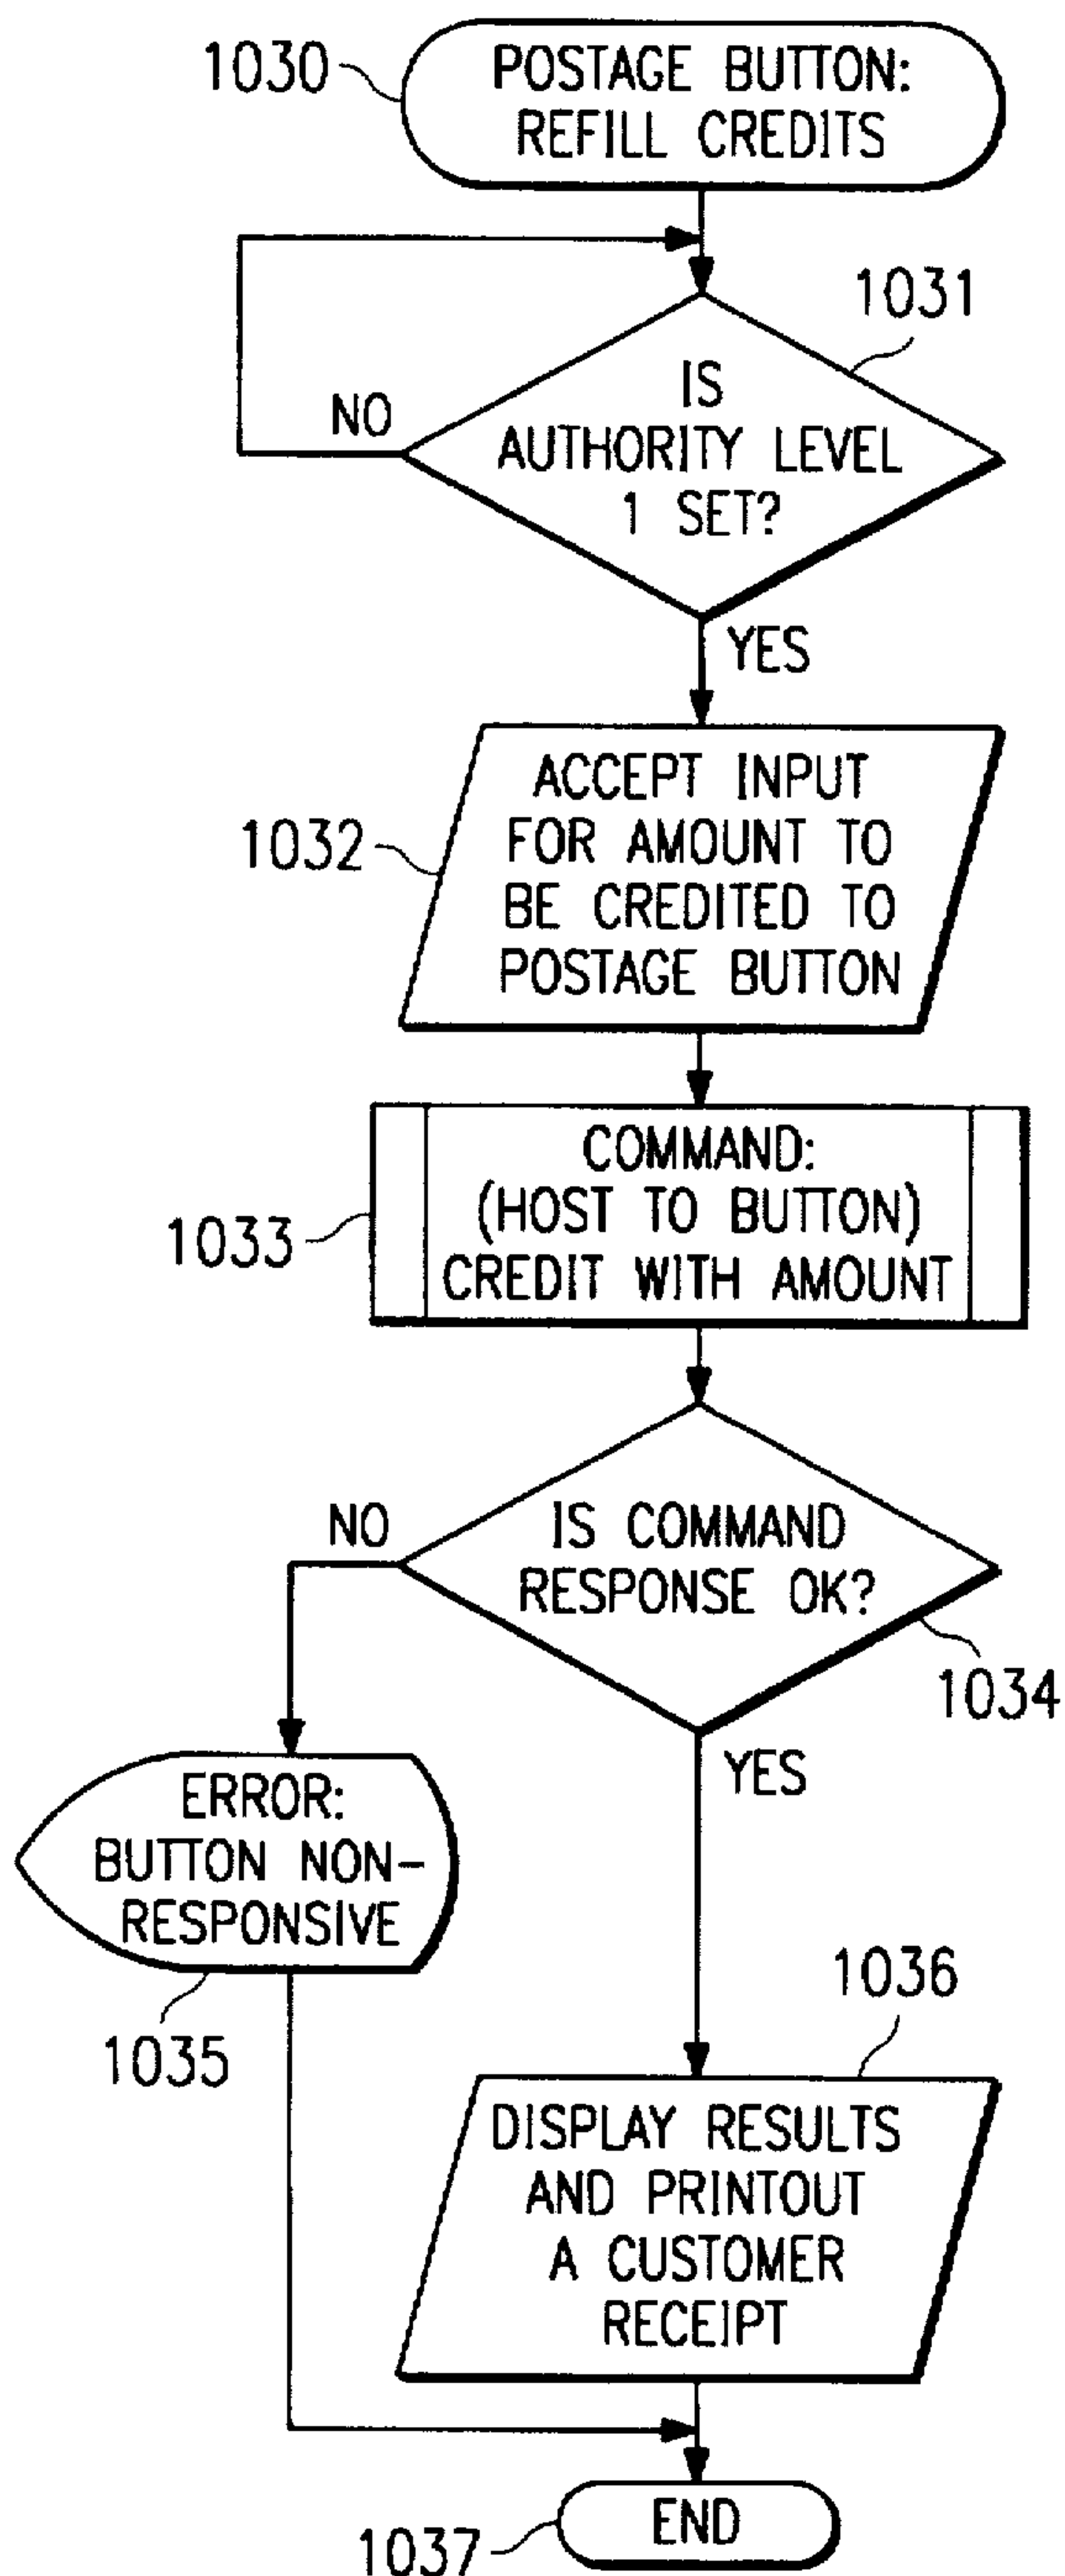 1030
POSTAGE BUTTON:
REFILL CREDITS
1031
IS
AUTHORITY LEVEL
1 SET?
NO
YES
1032
ACCEPT INPUT
FOR AMOUNT TO
BE CREDITED TO
POSTAGE BUTTON
1033
COMMAND:
(HOST TO BUTTON)
CREDIT WITH AMOUNT
NO
IS COMMAND
RESPONSE OK?
1034
YES
ERROR:
BUTTON NON-
RESPONSIVE
1035
1036
DISPLAY RESULTS
AND PRINTOUT
A CUSTOMER
RECEIPT
END
1037